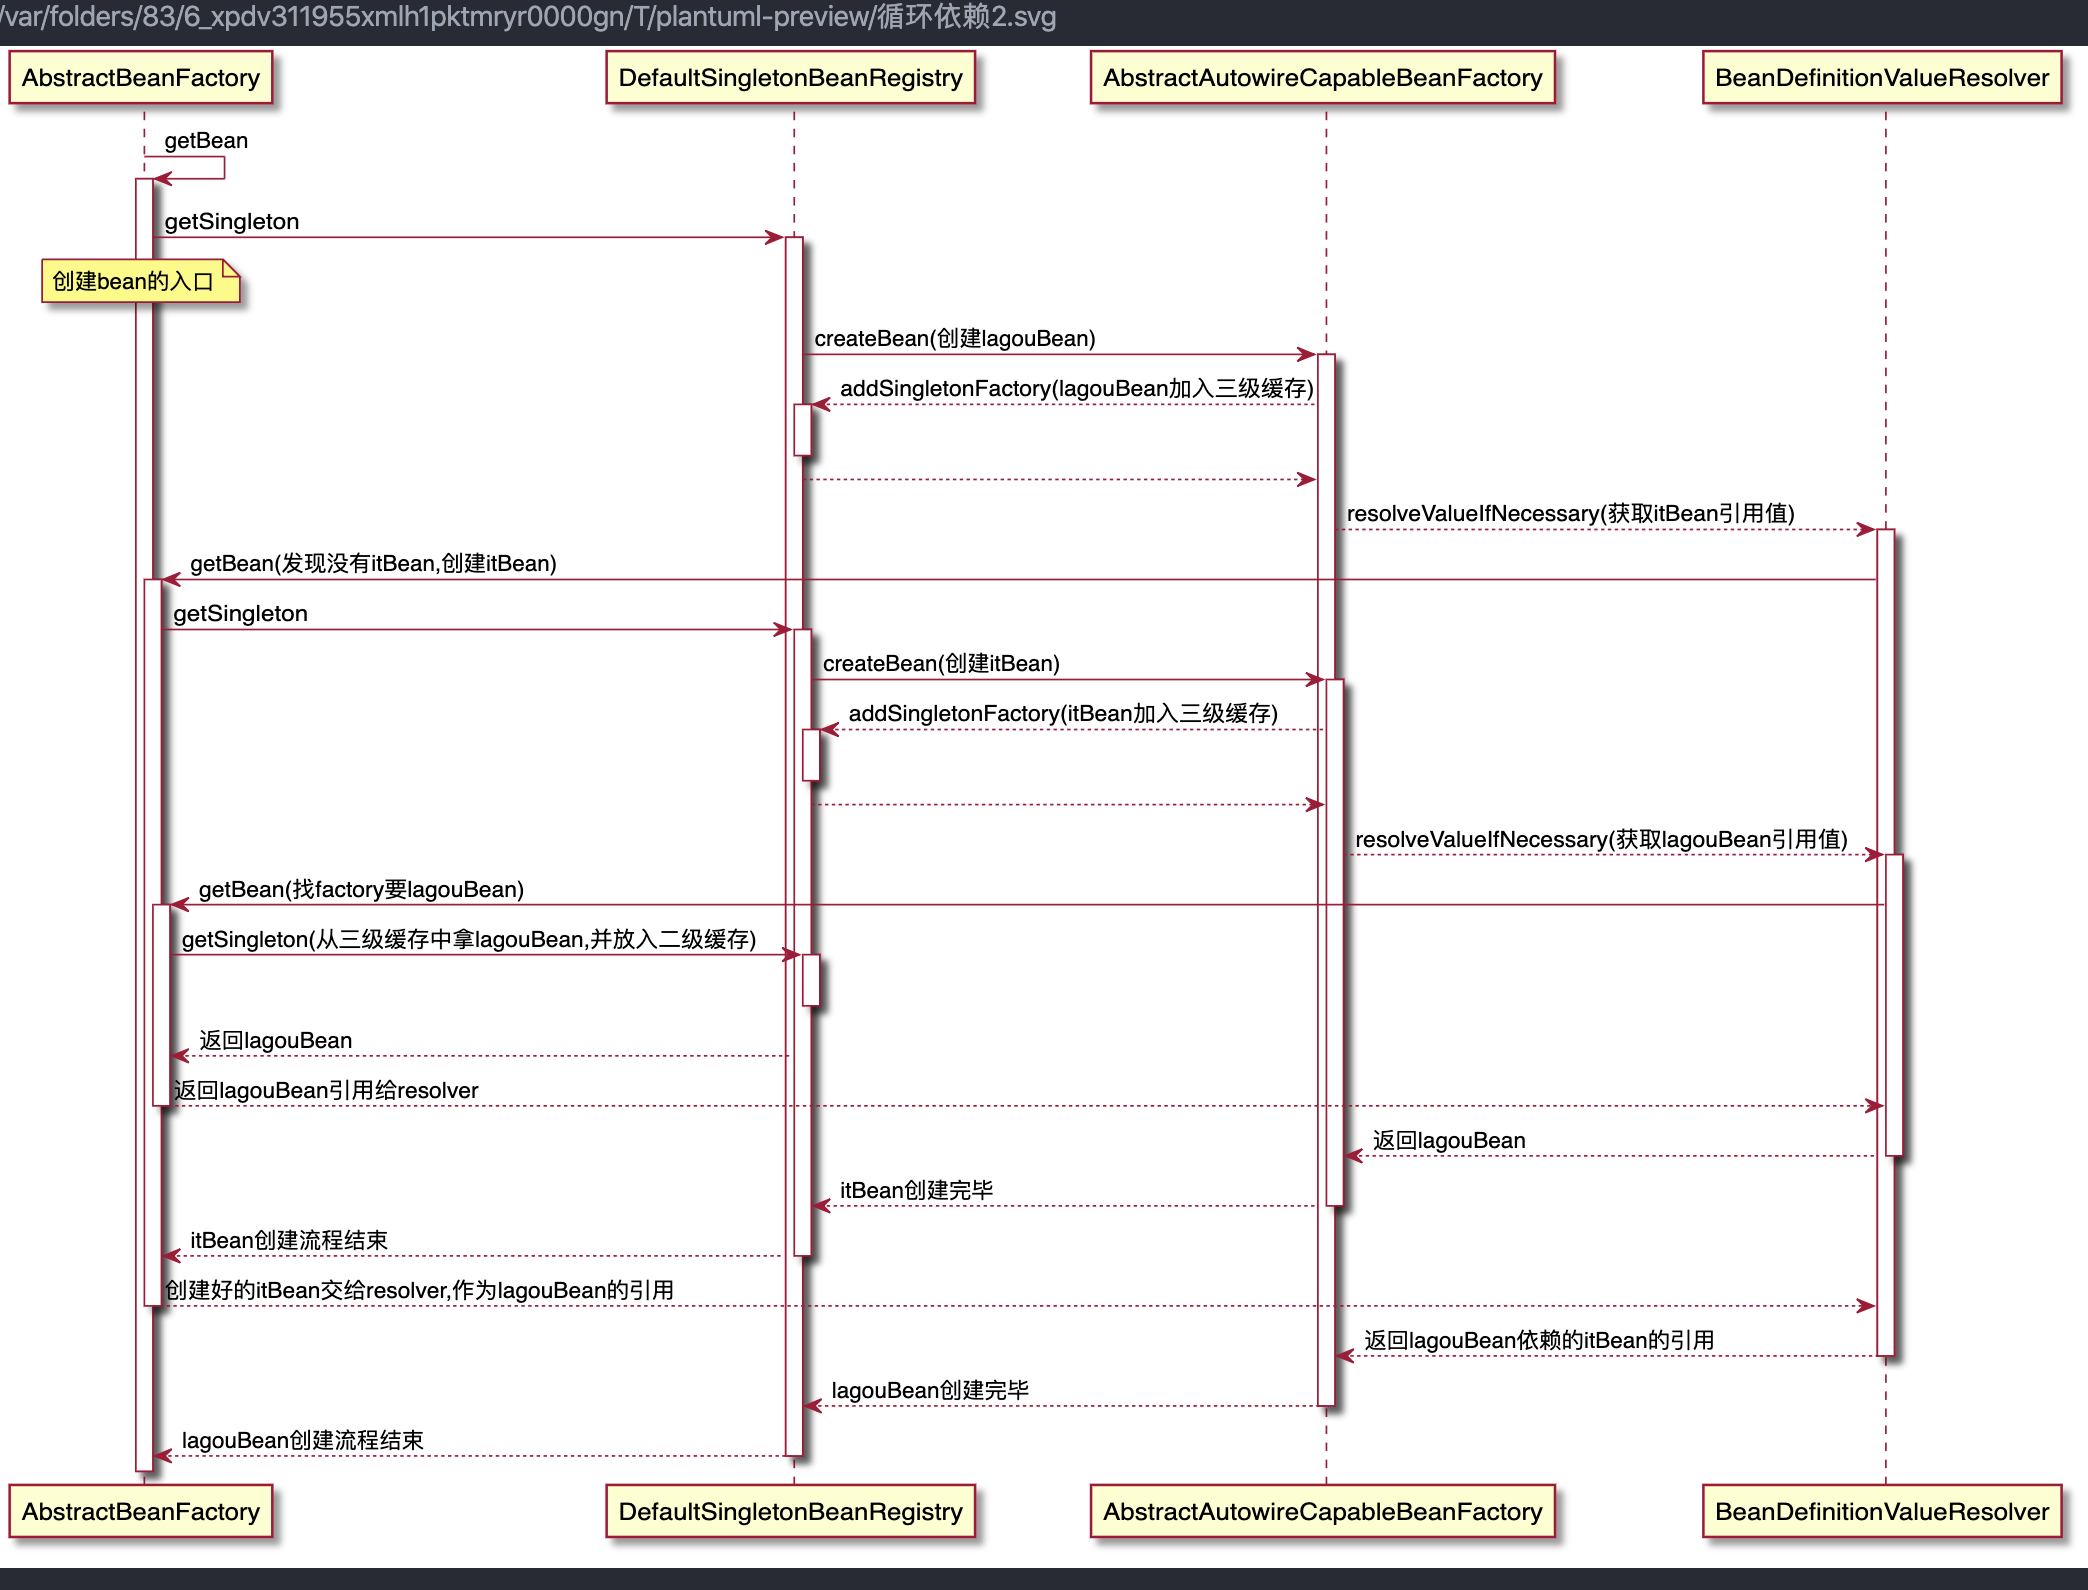 /var/folders/83/6_xpdv311955xmlh1pktmryr0000gn/T/plantuml-preview/循环依赖2.svg
AbstractBeanFactory
DefaultSingletonBeanRegistry
AbstractAutowireCapableBeanFactory
BeanDefinitionValueResolver
getBean
getSingleton
创建bean的入口
createBean(创建lagouBean)
addSingletonFactory(lagouBean加入三级缓存)
resolveValueIfNecessary(获取itBean引用值)
getBean(发现没有itBean,创建itBean)
getSingleton
createBean(创建itBean)
addSingletonFactory(itBean加入三级缓存)
resolveValueIfNecessary(获取lagouBean引用值)
getBean(找factory要lagouBean)
getSingleton(从三级缓存中拿lagouBean,并放入二级缓存)
返回lagouBean
返回lagouBean引用给resolver
返回lagouBean
itBean创建完毕
itBean创建流程结束
创建好的itBean交给resolver,作为lagouBean的引用
返回lagouBean依赖的itBean的引用
lagouBean创建完毕
lagouBean创建流程结束
AbstractBeanFactory
DefaultSingletonBeanRegistry
AbstractAutowireCapableBeanFactory
BeanDefinitionValueResolver